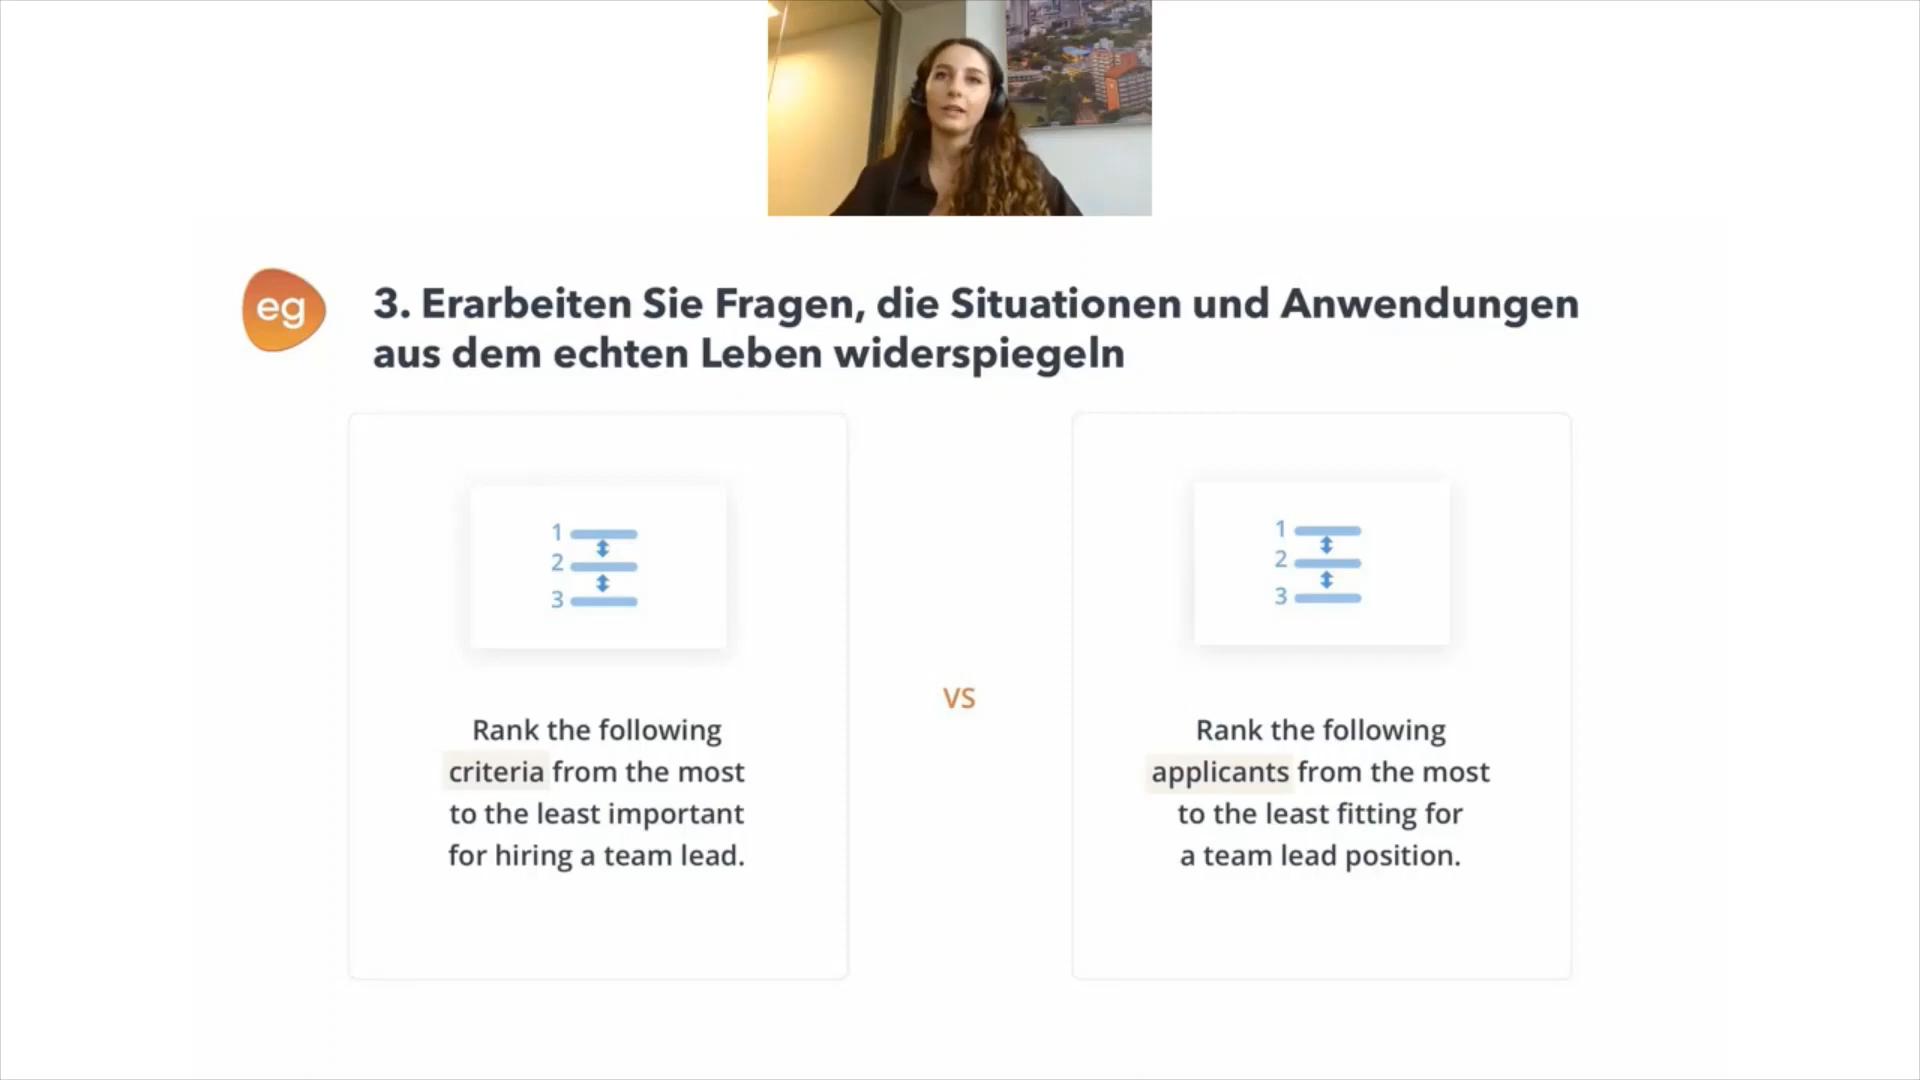 eg
3. Erarbeiten Sie Fragen, die Situationen und Anwendungen
aus dem echten Leben widerspiegeln
1
2
3
Rank the following
criteria from the most
to the least important
for hiring a team lead.
VS
1
2
3
Rank the following
applicants from the most
to the least fitting for
a team lead position.